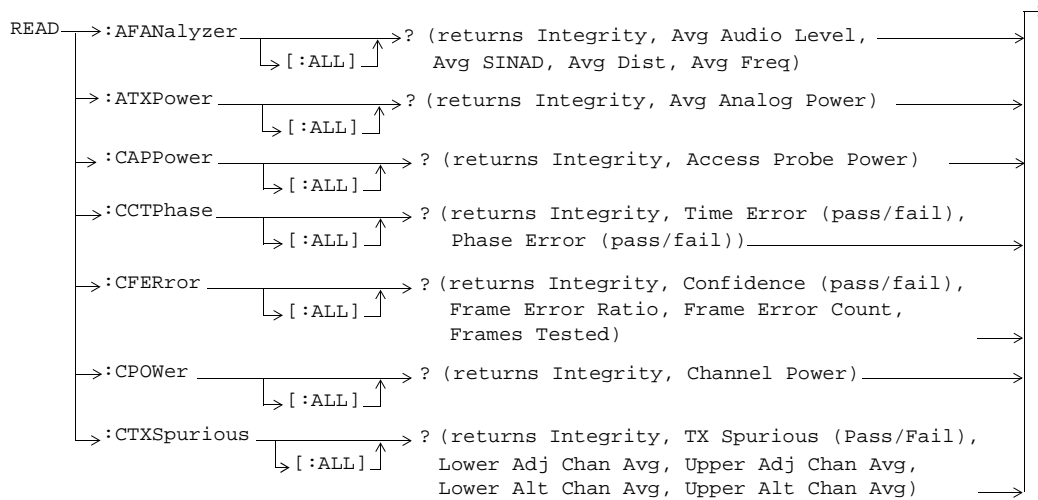 READ :AFANalyzer ? (returns Integrity, Avg Audio Level,
[:ALL] Avg SINAD, Avg Dist, Avg Freq)
:ATXPower ? (returns Integrity, Avg Analog Power)
[:ALL]
:CAPPower ? (returns Integrity, Access Probe Power)
[:ALL]
:CCTPhase ? (returns Integrity, Time Error (pass/fail),
[:ALL] Phase Error (pass/fail))
:CFERror ? (returns Integrity, Confidence (pass/fail),
[:ALL] Frame Error Ratio, Frame Error Count,
Frames Tested)
:CPOWer ? (returns Integrity, Channel Power)
[:ALL]
:CTXSpurious ? (returns Integrity, TX Spurious (Pass/Fail),
[:ALL] Lower Adj Chan Avg, Upper Adj Chan Avg,
Lower Alt Chan Avg, Upper Alt Chan Avg)